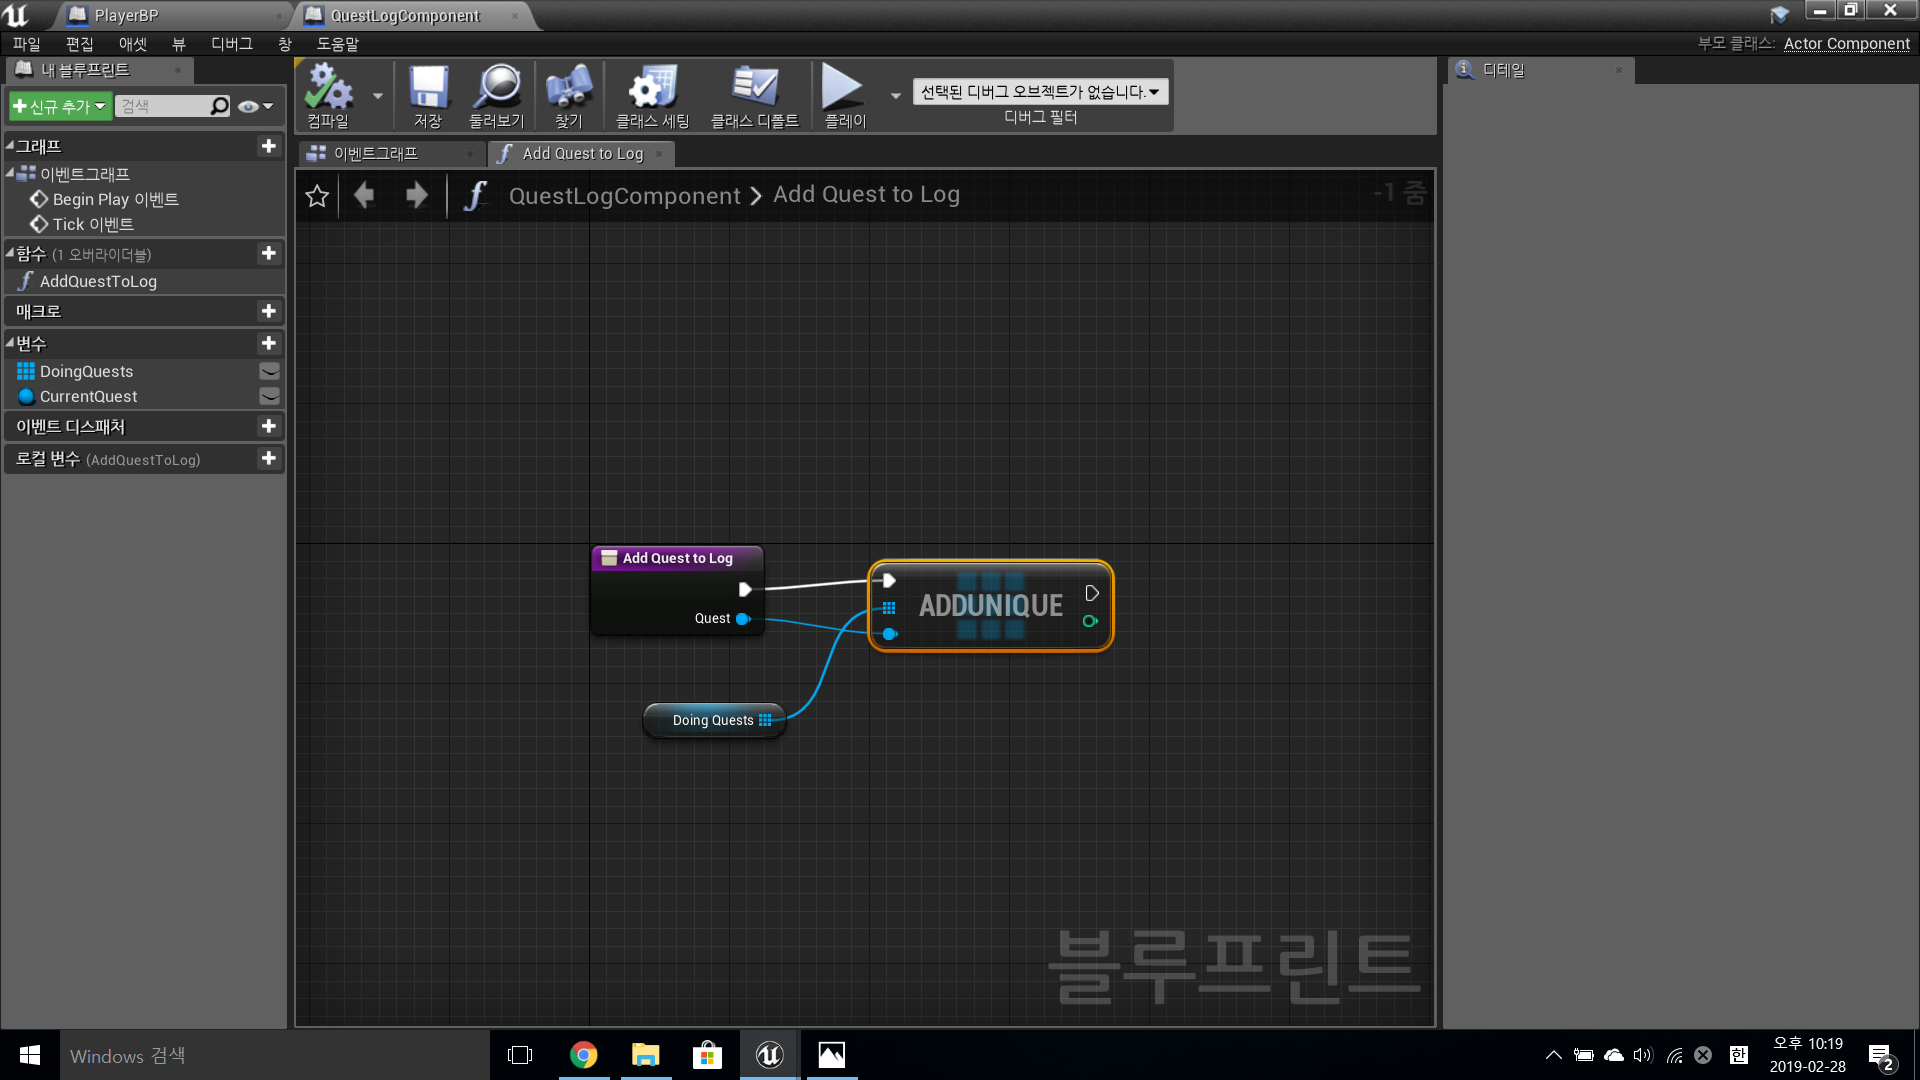 PlayerBP
QuestLogComponent
파일 편집 애셋 뷰 디버그 창 도움말
부모 클래스: Actor Component
내 블루프린트
디테일
신규 추가
검색
컴파일
저장
둘러보기
찾기
클래스 세팅
클래스 디폴트
플레이
선택된 디버그 오브젝트가 없습니다.
디버그 필터
이벤트그래프
Add Quest to Log
QuestLogComponent > Add Quest to Log
-1 줌
그래프
이벤트그래프
Begin Play 이벤트
Tick 이벤트
함수 (1 오버라이더블)
AddQuestToLog
매크로
변수
DoingQuests
CurrentQuest
이벤트 디스패처
로컬 변수 (AddQuestToLog)
Add Quest to Log
Quest
ADDUNIQUE
Doing Quests
블루프린트
Windows 검색
한
오후 10:19
2019-02-28
2